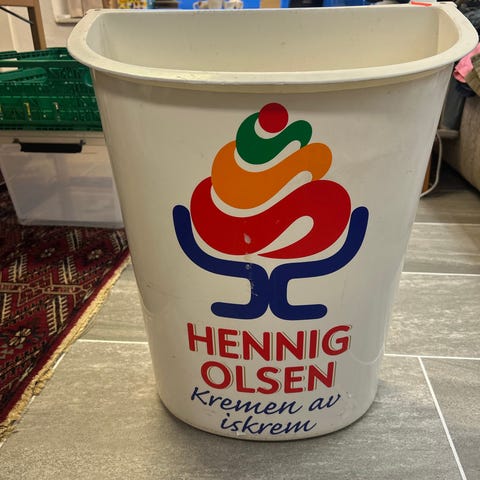 HENNIG
OLSEN
Kremen av
iskrem